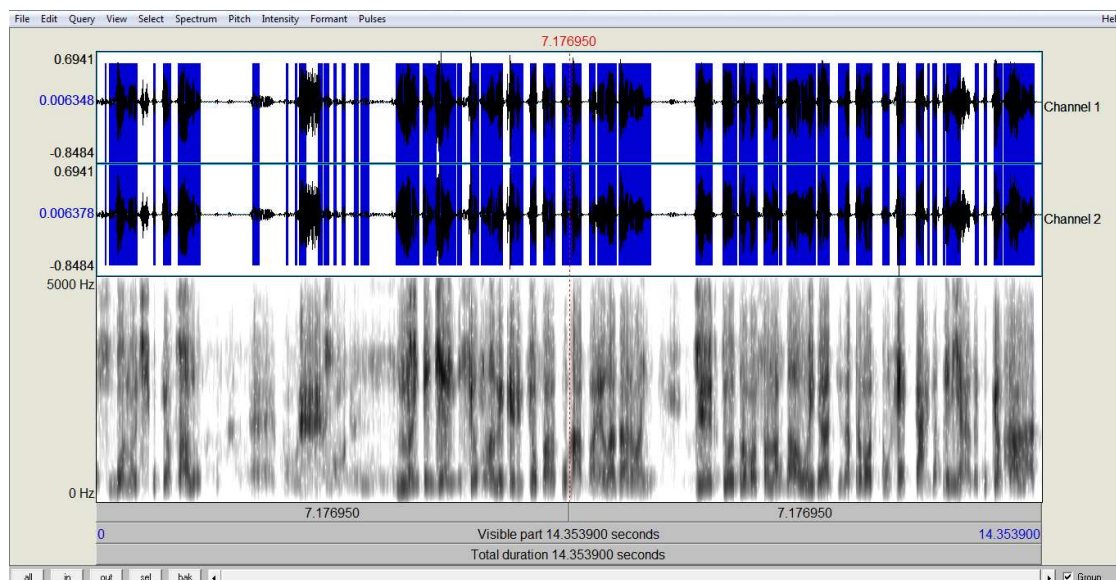 File Edit Query View Select Spectrum Pitch Intensity Formant Pulses Hel
7.176950
0.6941
0.006348
-0.8484
Channel 1
0.6941
0.006378
-0.8484
Channel 2
5000 Hz
0 Hz
7.176950 7.176950
0 Visible part 14.353900 seconds 14.353900
Total duration 14.353900 seconds
all in out sel bak Group